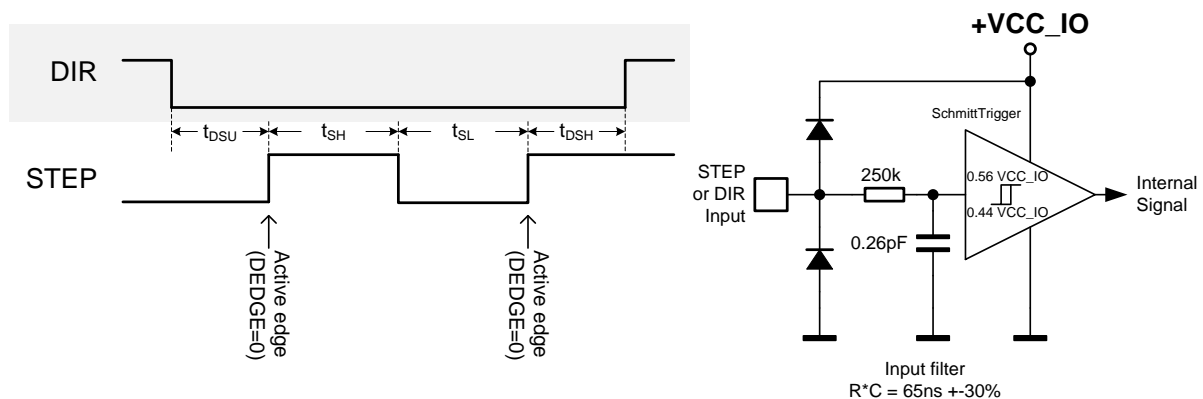 DIR
tDSU
tSH
tSL
tDSH
STEP
Active edge
(DEDGE=0)
Active edge
(DEDGE=0)
+VCC_IO
SchmittTrigger
STEP
or DIR
Input
250k
0.26pF
0.56 VCC_IO
0.44 VCC_IO
Internal
Signal
Input filter
R*C = 65ns +-30%